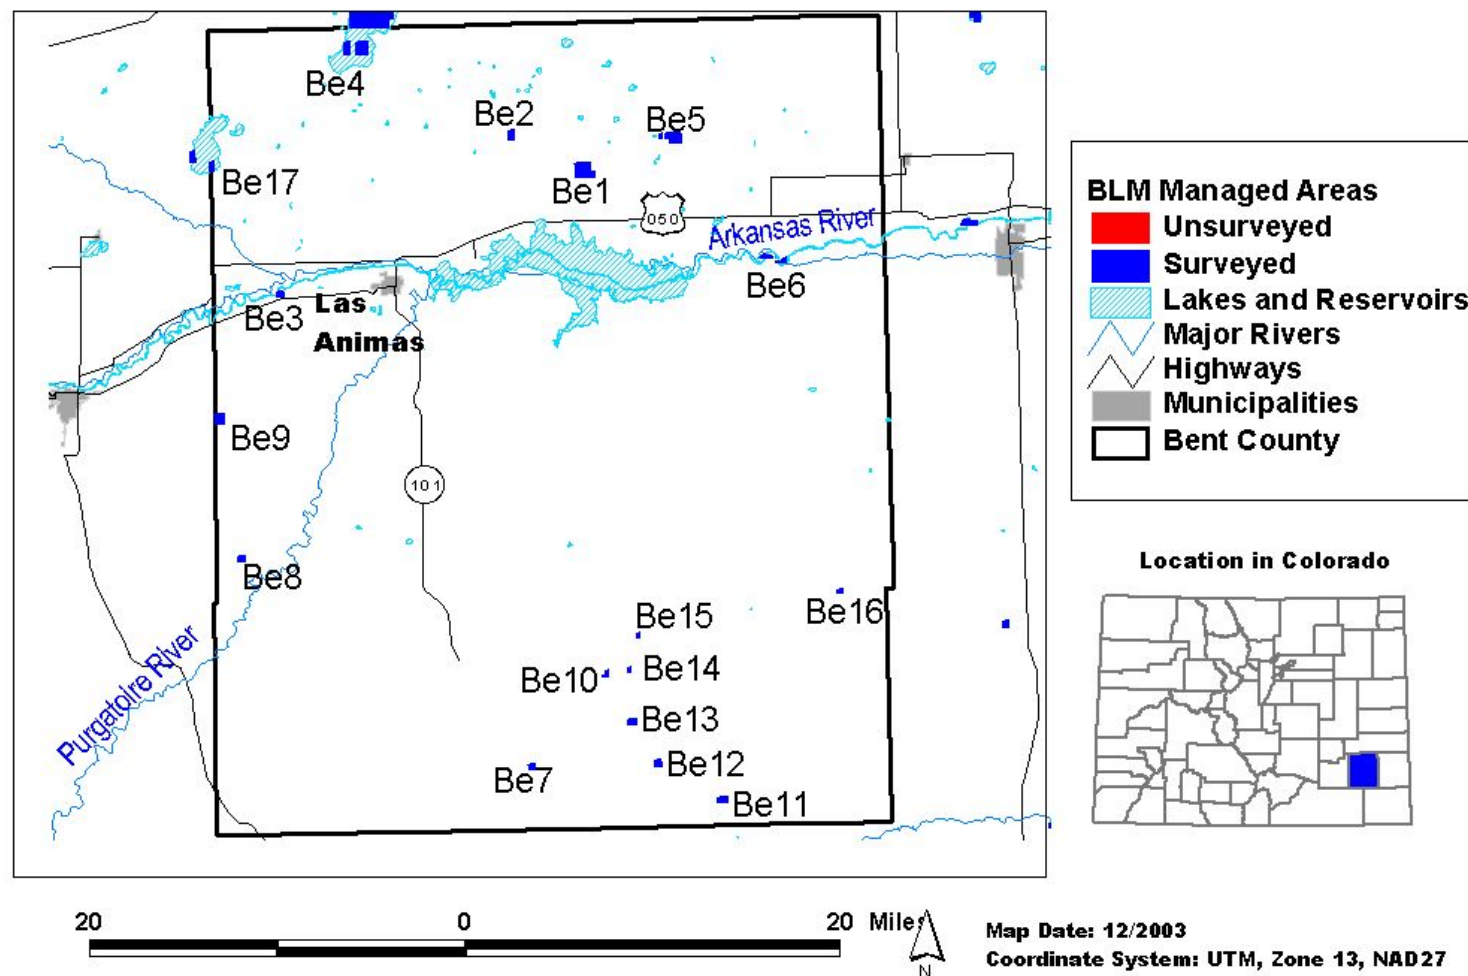 Be4
Be2
Be5
Be17
Be1
050
Arkansas River
Be6
Be3
Las
Animas
Be9
101
Be8
Be16
Be15
Purgatoire River
Be10
Be14
Be13
Be12
Be7
Be11
BLM Managed Areas
Unsurveyed
Surveyed
Lakes and Reservoirs
Major Rivers
Highways
Municipalities
Bent County
Location in Colorado
20 0 20 Miles
N
Map Date: 12/2003
Coordinate System: UTM, Zone 13, NAD27